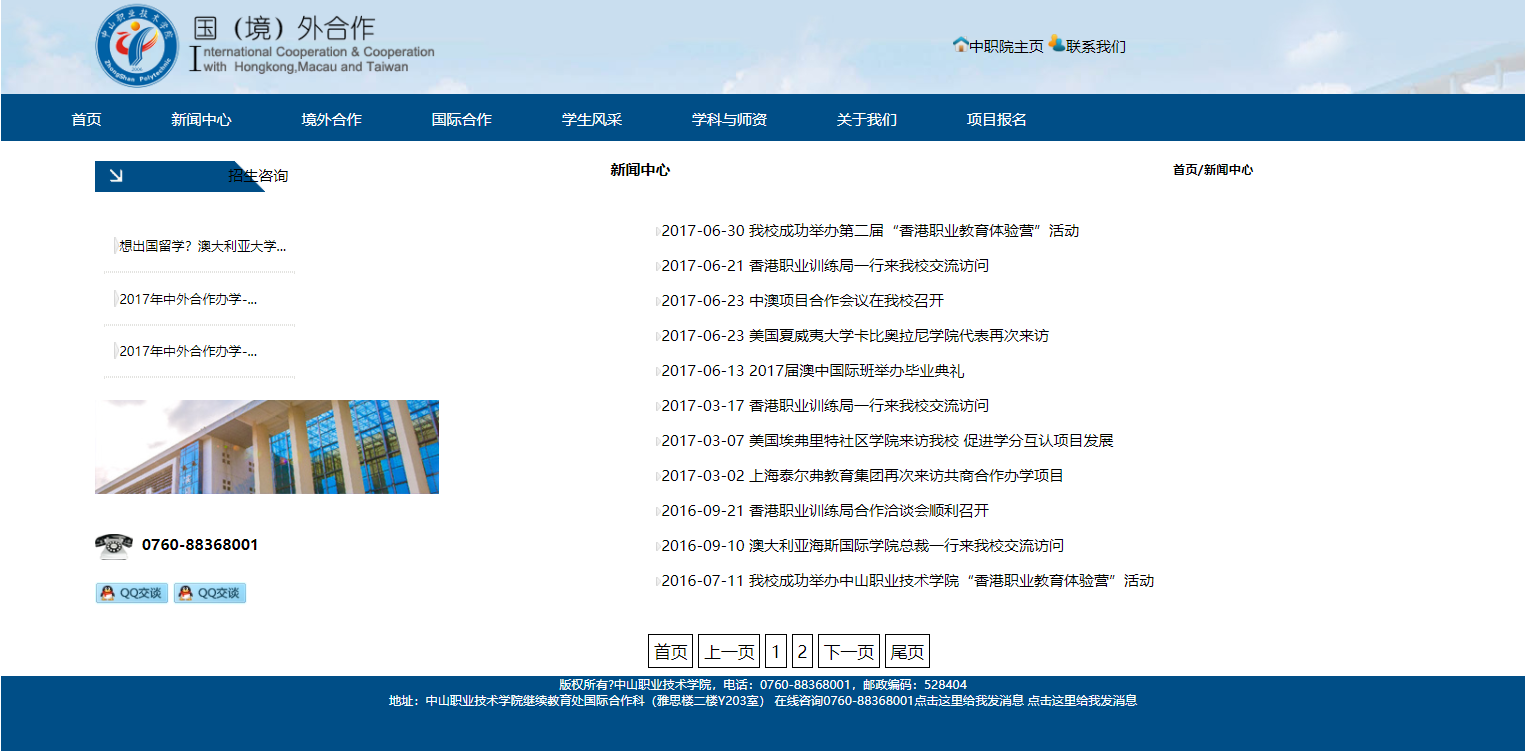 中山职业技术学院
ZhongShan Polytechnic
国（境）外合作
International Cooperation & Cooperation
with Hongkong,Macau and Taiwan
中职院主页 联系我们
首页 新闻中心 境外合作 国际合作 学生风采 学科与师资 关于我们 项目报名
招生咨询
想出国留学？澳大利亚大学...
2017年中外合作办学-...
2017年中外合作办学-...
0760-88368001
QQ交谈 QQ交谈
新闻中心
首页/新闻中心
2017-06-30 我校成功举办第二届“香港职业教育体验营”活动
2017-06-21 香港职业训练局一行来我校交流访问
2017-06-23 中澳项目合作会议在我校召开
2017-06-23 美国夏威夷大学卡比奥拉尼学院代表再次来访
2017-06-13 2017届澳中国际班举办毕业典礼
2017-03-17 香港职业训练局一行来我校交流访问
2017-03-07 美国埃弗里特社区学院来访我校 促进学分互认项目发展
2017-03-02 上海泰尔弗教育集团再次来访共商合作办学项目
2016-09-21 香港职业训练局合作洽谈会顺利召开
2016-09-10 澳大利亚海斯国际学院总裁一行来我校交流访问
2016-07-11 我校成功举办中山职业技术学院“香港职业教育体验营”活动
首页 上一页 1 2 下一页 尾页
版权所有?中山职业技术学院，电话：0760-88368001，邮政编码：528404
地址：中山职业技术学院继续教育处国际合作科（雅思楼二楼Y203室） 在线咨询0760-88368001点击这里给我发消息 点击这里给我发消息